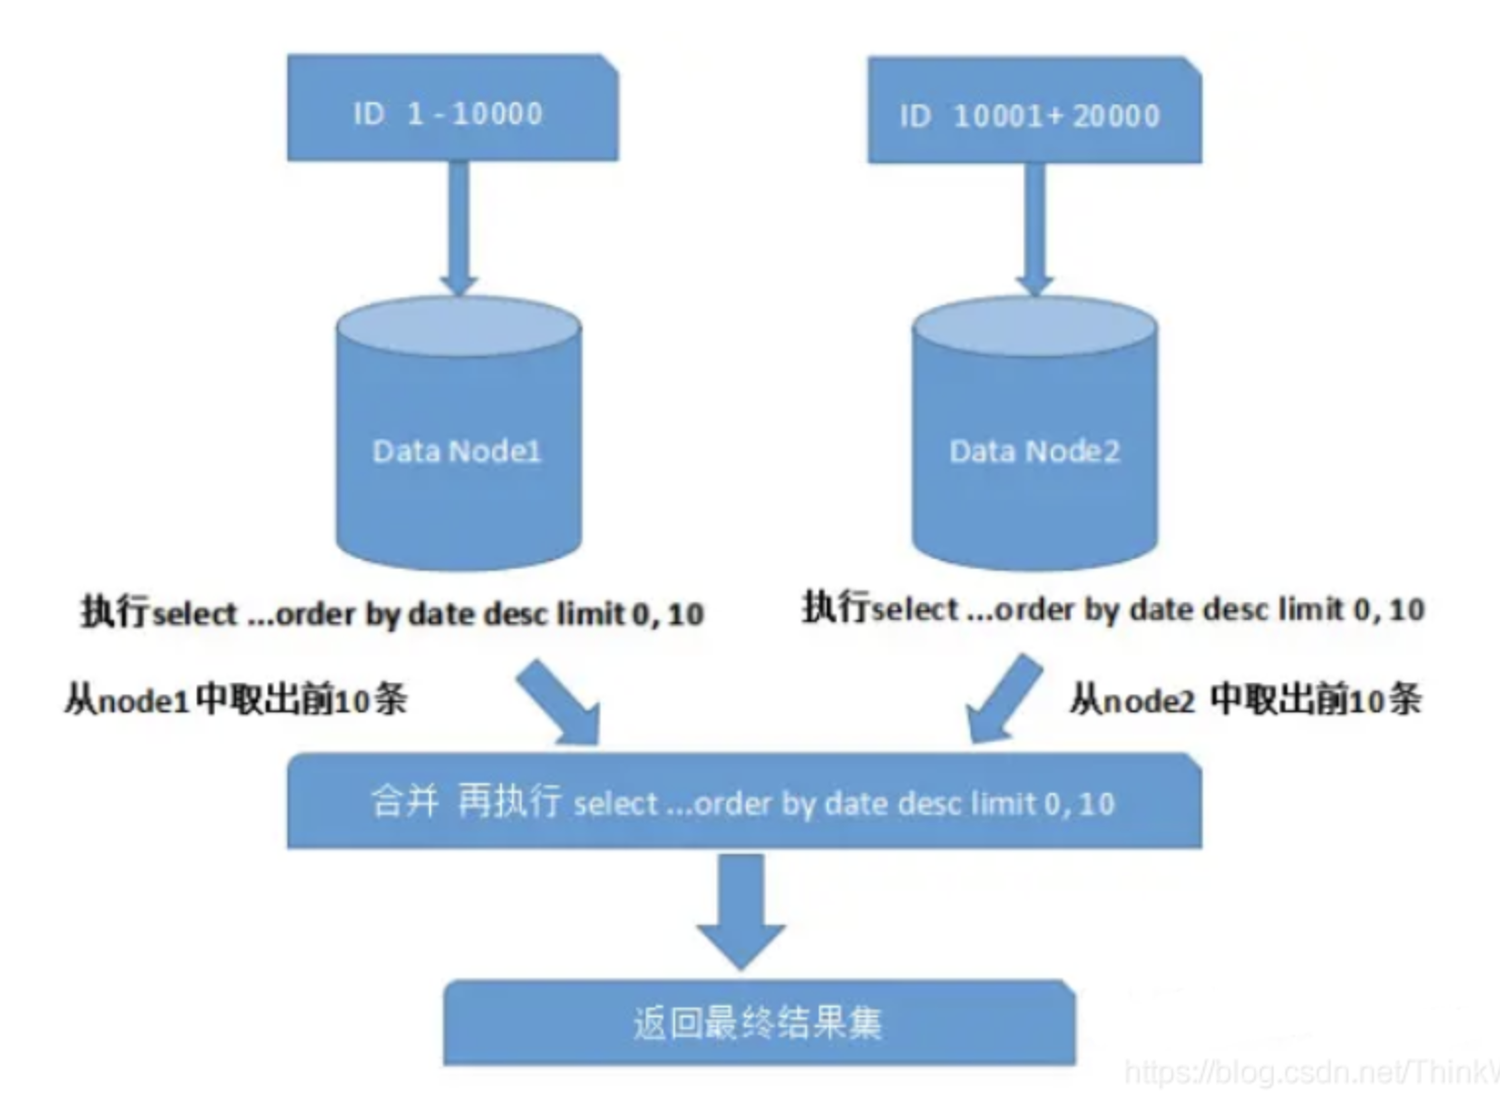 ID 1 - 10000
ID 10001+ 20000
Data Node1
Data Node2
执行select ...order by date desc limit 0, 10
执行select ...order by date desc limit 0, 10
从node1中取出前10条
从node2 中取出前10条
合并 再执行 select ...order by date desc limit 0, 10
返回最终结果集
https://blog.csdn.net/ThinkW